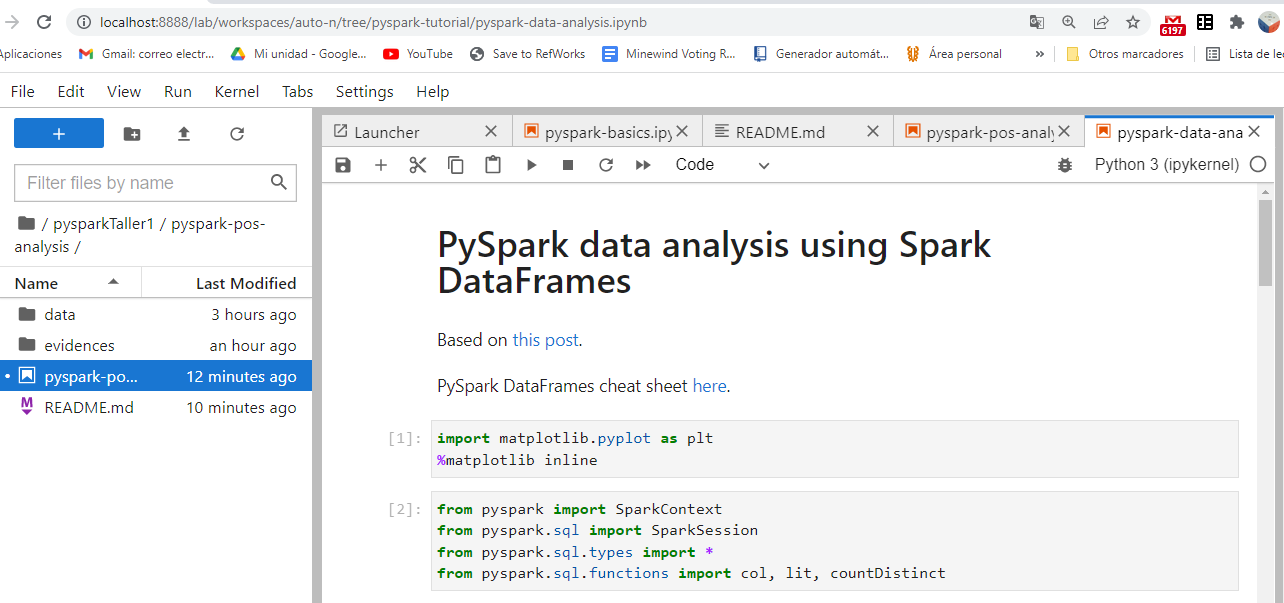 localhost:8888/lab/workspaces/auto-n/tree/pyspark-tutorial/pyspark-data-analysis.ipynb
6197
Aplicaciones Gmail: correo electr... Mi unidad - Google... YouTube Save to RefWorks Minewind Voting R... Generador automát... Área personal » Otros marcadores Lista de lec
File Edit View Run Kernel Tabs Settings Help
Launcher pyspark-basics.ipy README.md pyspark-pos-analy pyspark-data-ana
Code Python 3 (ipykernel)
Filter files by name
/ pysparkTaller1 / pyspark-pos-
analysis /
Name Last Modified
data 3 hours ago
evidences an hour ago
pyspark-po... 12 minutes ago
README.md 10 minutes ago
PySpark data analysis using Spark
DataFrames
Based on this post.
PySpark DataFrames cheat sheet here.
[1]: import matplotlib.pyplot as plt
%matplotlib inline
[2]: from pyspark import SparkContext
from pyspark.sql import SparkSession
from pyspark.sql.types import *
from pyspark.sql.functions import col, lit, countDistinct